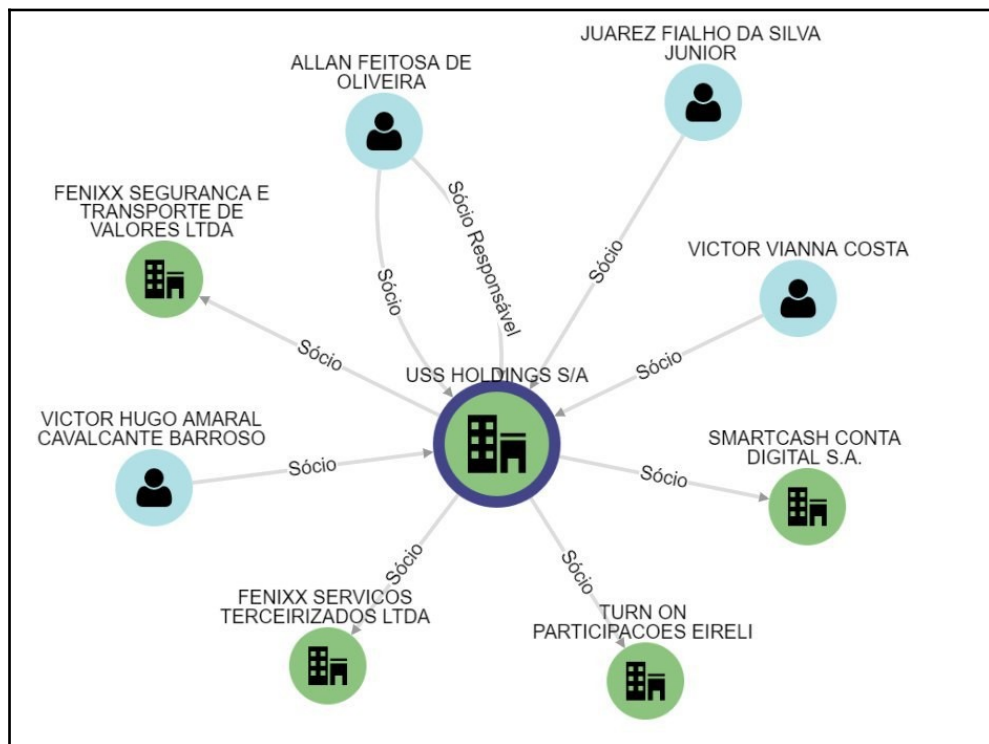 JUAREZ FIALHO DA SILVA
JUNIOR
ALLAN FEITOSA DE
OLIVEIRA
FENIXX SEGURANCA E
TRANSPORTE DE
VALORES LTDA
Sócio Responsável
Sócio
VICTOR VIANNA COSTA
Sócio
Sócio
Sócio
USS HOLDINGS S/A
VICTOR HUGO AMARAL
CAVALCANTE BARROSO
Sócio
SMARTCASH CONTA
DIGITAL S.A.
Sócio
Sócio
Sócio
FENIXX SERVICOS
TERCEIRIZADOS LTDA
TURN ON
PARTICIPACOES EIRELI